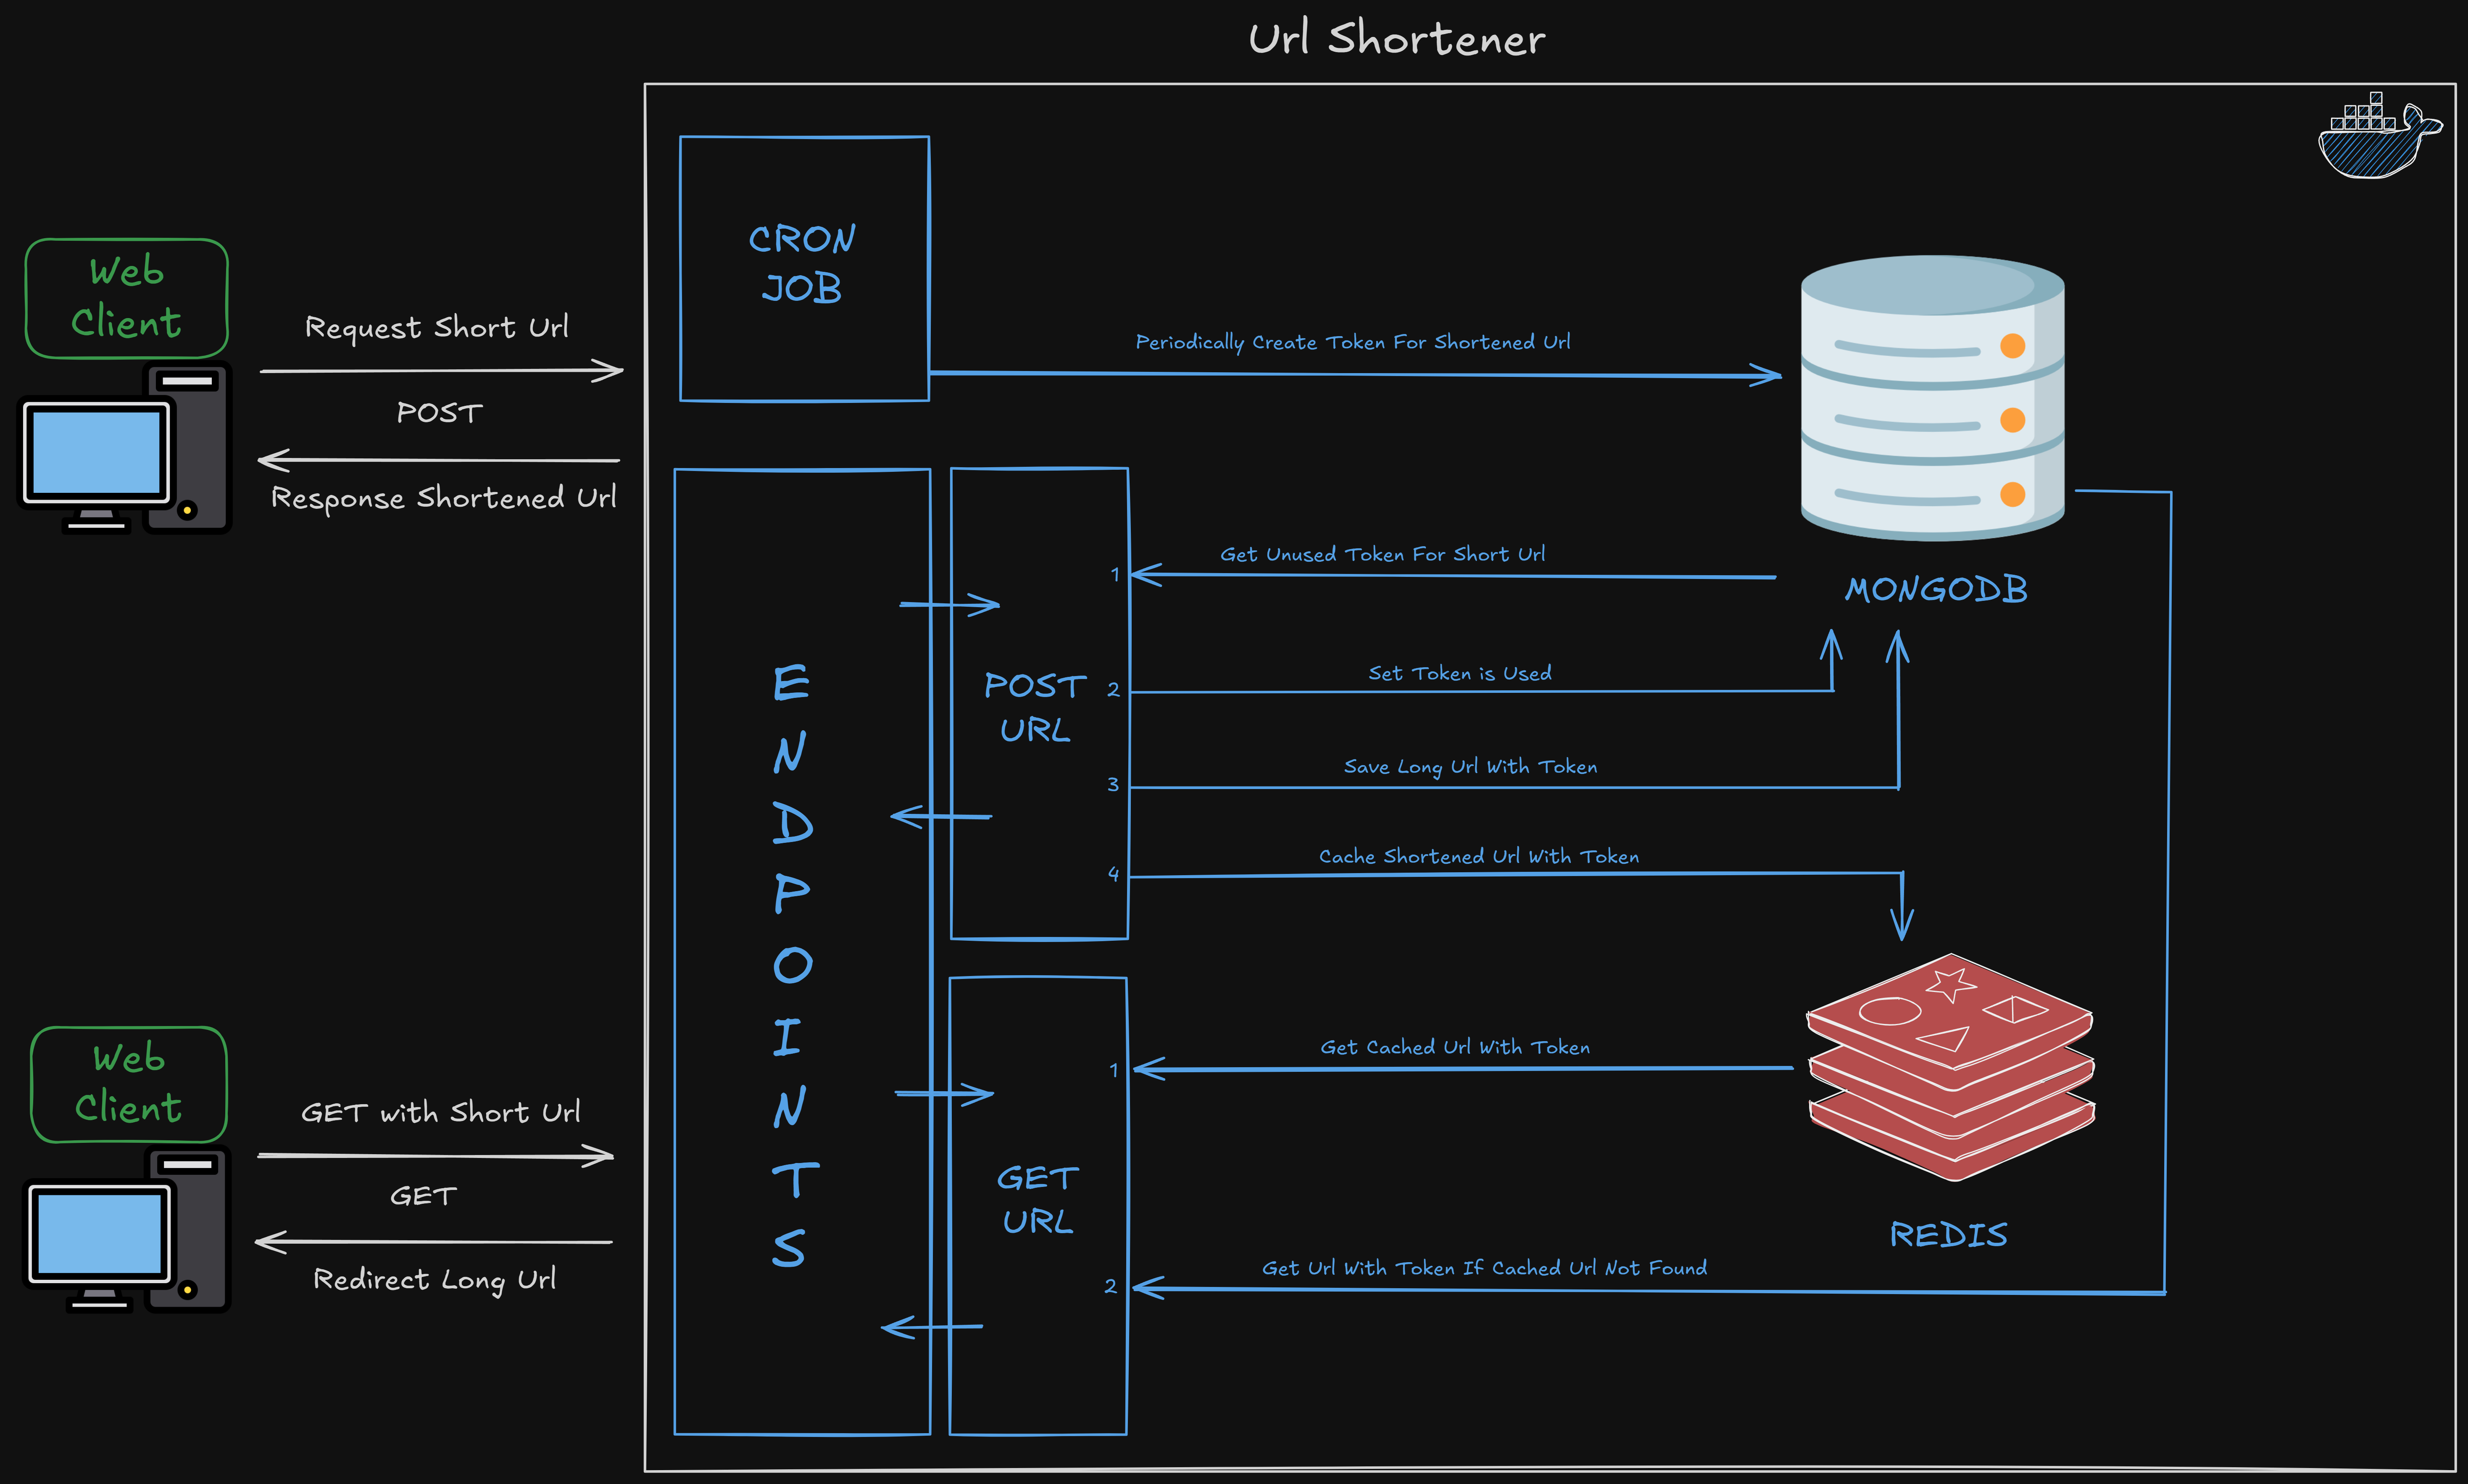 Url Shortener
CRON
JOB
Web
Client
Request Short Url
POST
Response Shortened Url
Periodically Create Token For Shortened Url
MONGODB
ENDPOINTS
POST
URL
1
Get Unused Token For Short Url
2
Set Token is Used
3
Save Long Url With Token
4
Cache Shortened Url With Token
Web
Client
GET with Short Url
GET
Redirect Long Url
GET
URL
1
Get Cached Url With Token
REDIS
2
Get Url With Token If Cached Url Not Found